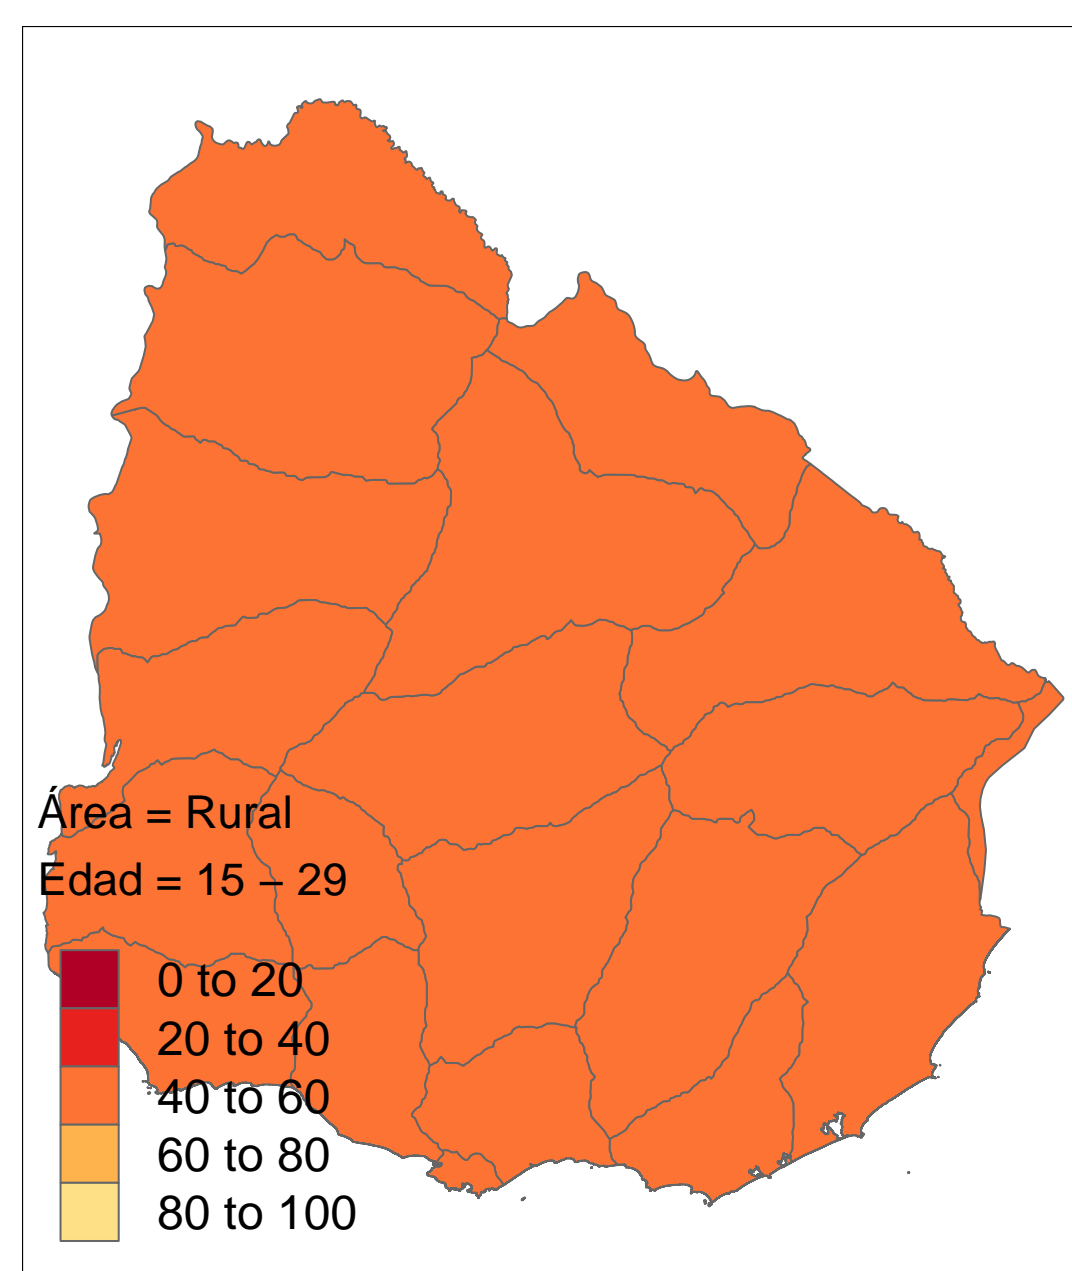 Área = Rural
Edad = 15 – 29
0 to 20
20 to 40
40 to 60
60 to 80
80 to 100